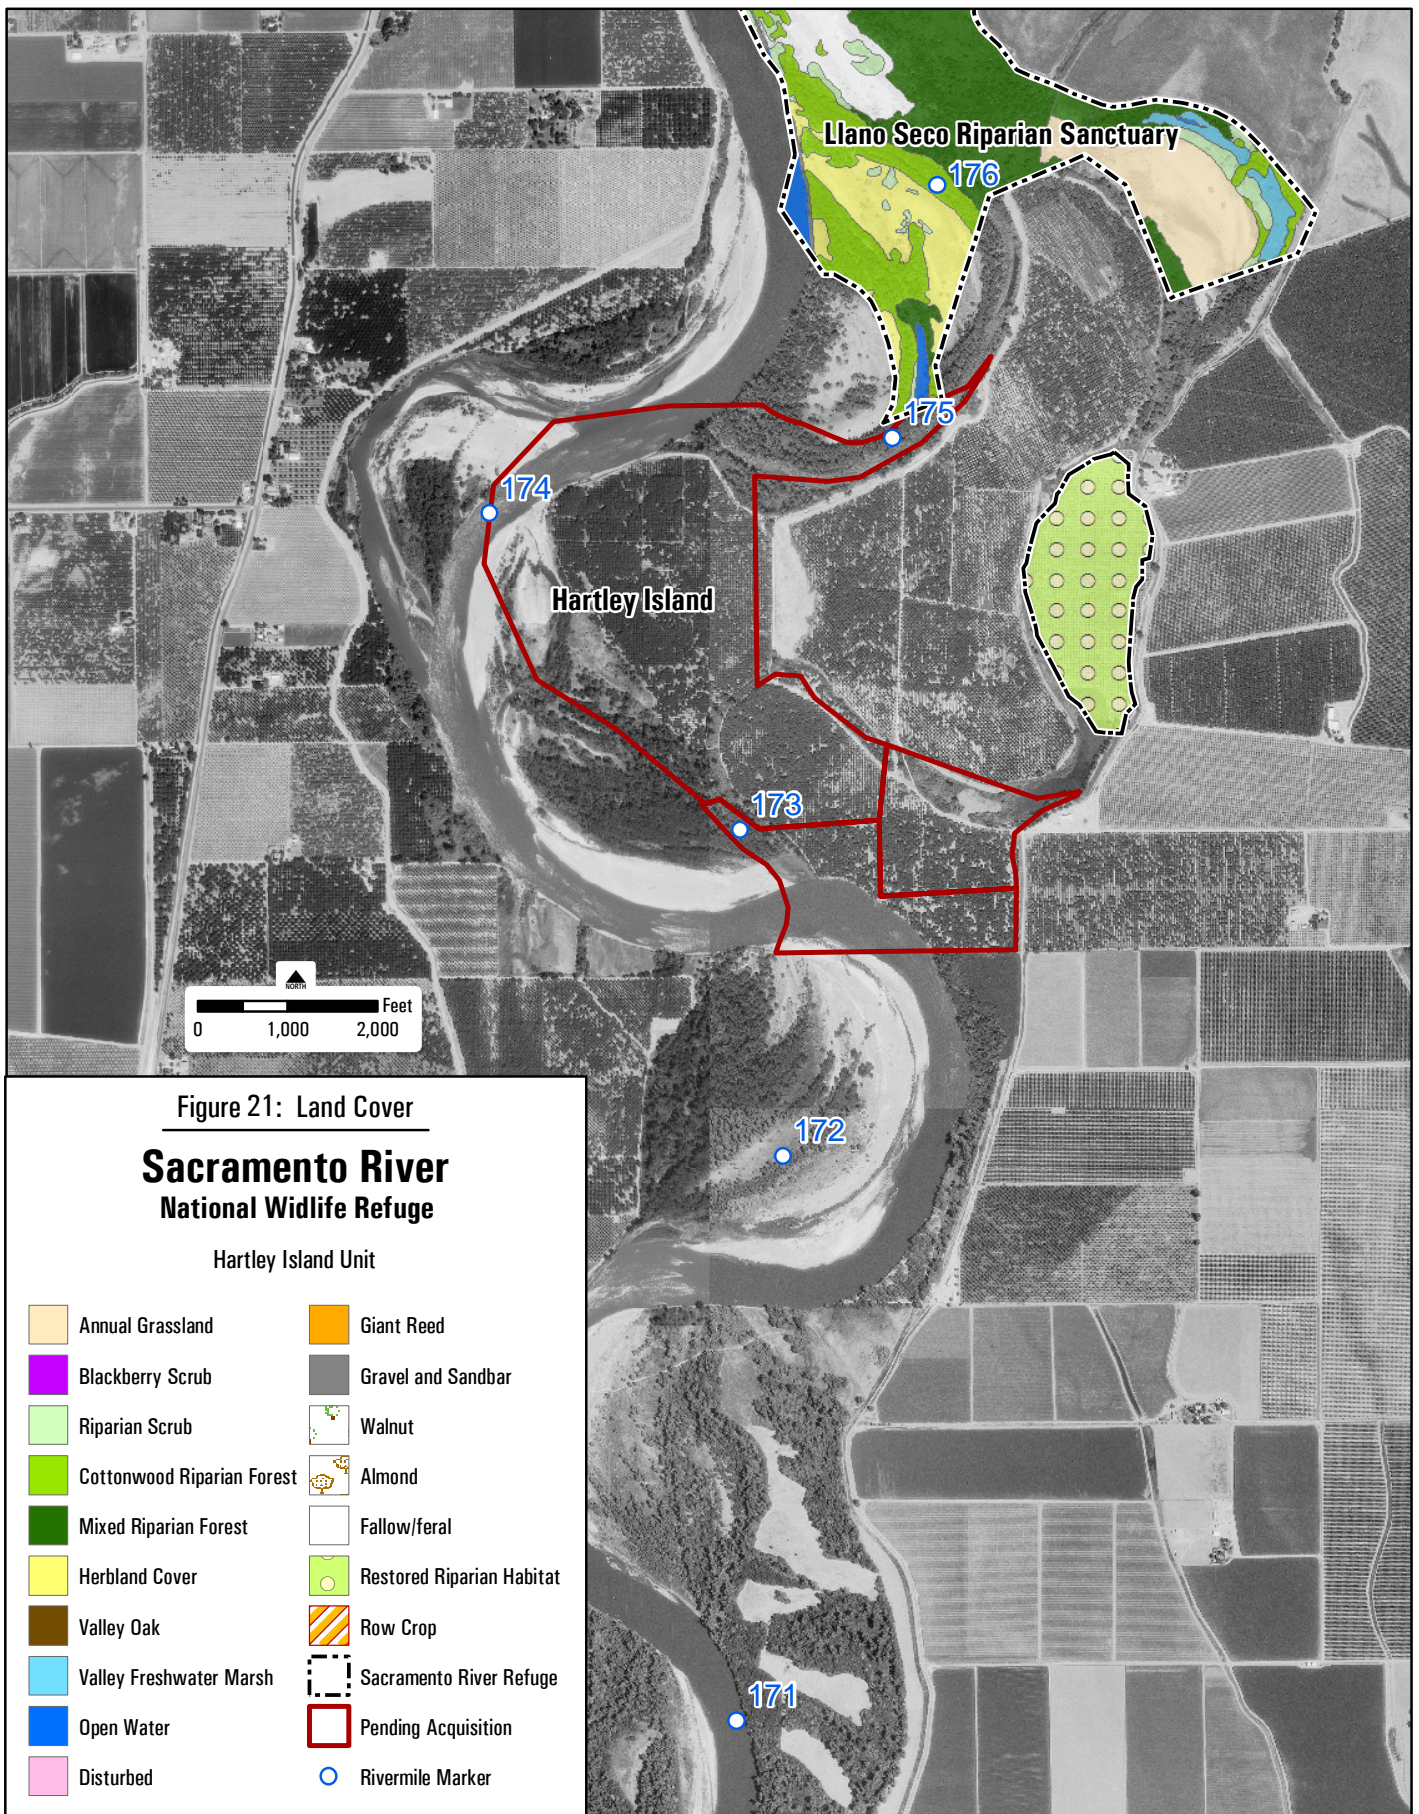 Llano Seco Riparian Sanctuary
176
175
174
Hartley Island
173
NORTH
Feet
0 1,000 2,000
172
171
Figure 21: Land Cover
Sacramento River
National Widlife Refuge
Hartley Island Unit
Annual Grassland
Blackberry Scrub
Riparian Scrub
Cottonwood Riparian Forest
Mixed Riparian Forest
Herbland Cover
Valley Oak
Valley Freshwater Marsh
Open Water
Disturbed
Giant Reed
Gravel and Sandbar
Walnut
Almond
Fallow/feral
Restored Riparian Habitat
Row Crop
Sacramento River Refuge
Pending Acquisition
Rivermile Marker